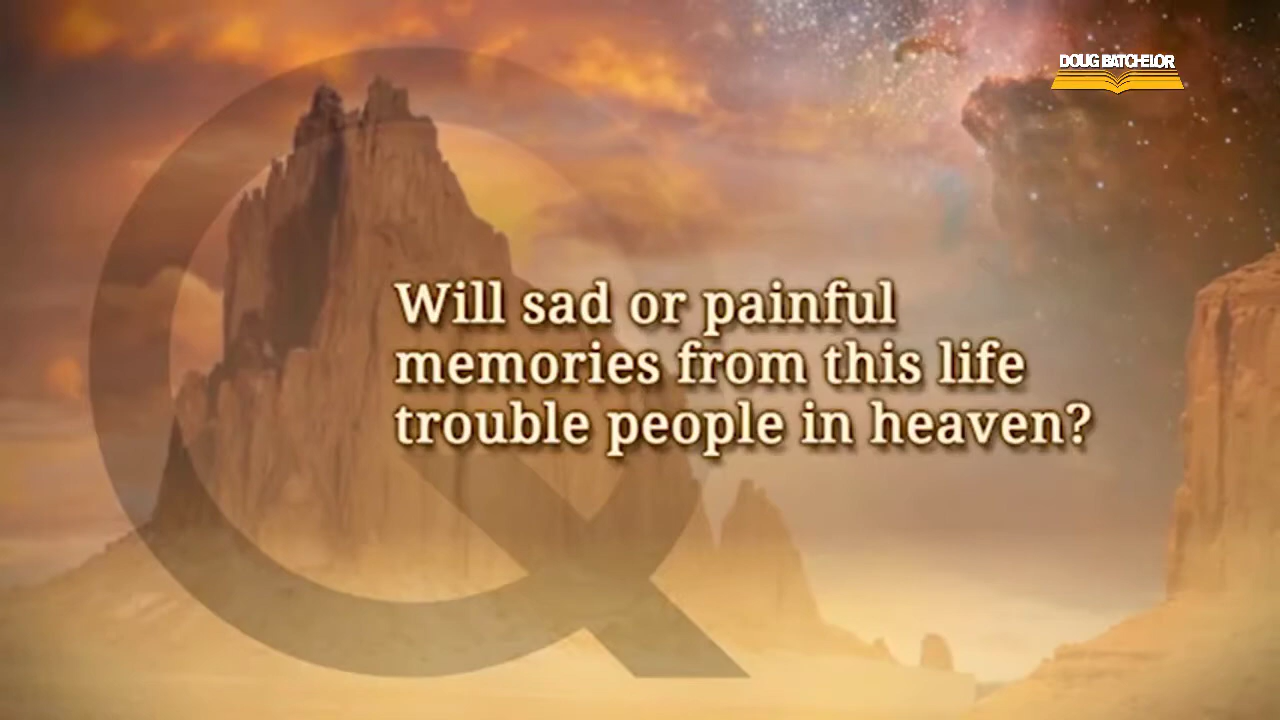 DOUG BATCHELOR
Will sad or painful
memories from this life
trouble people in heaven?